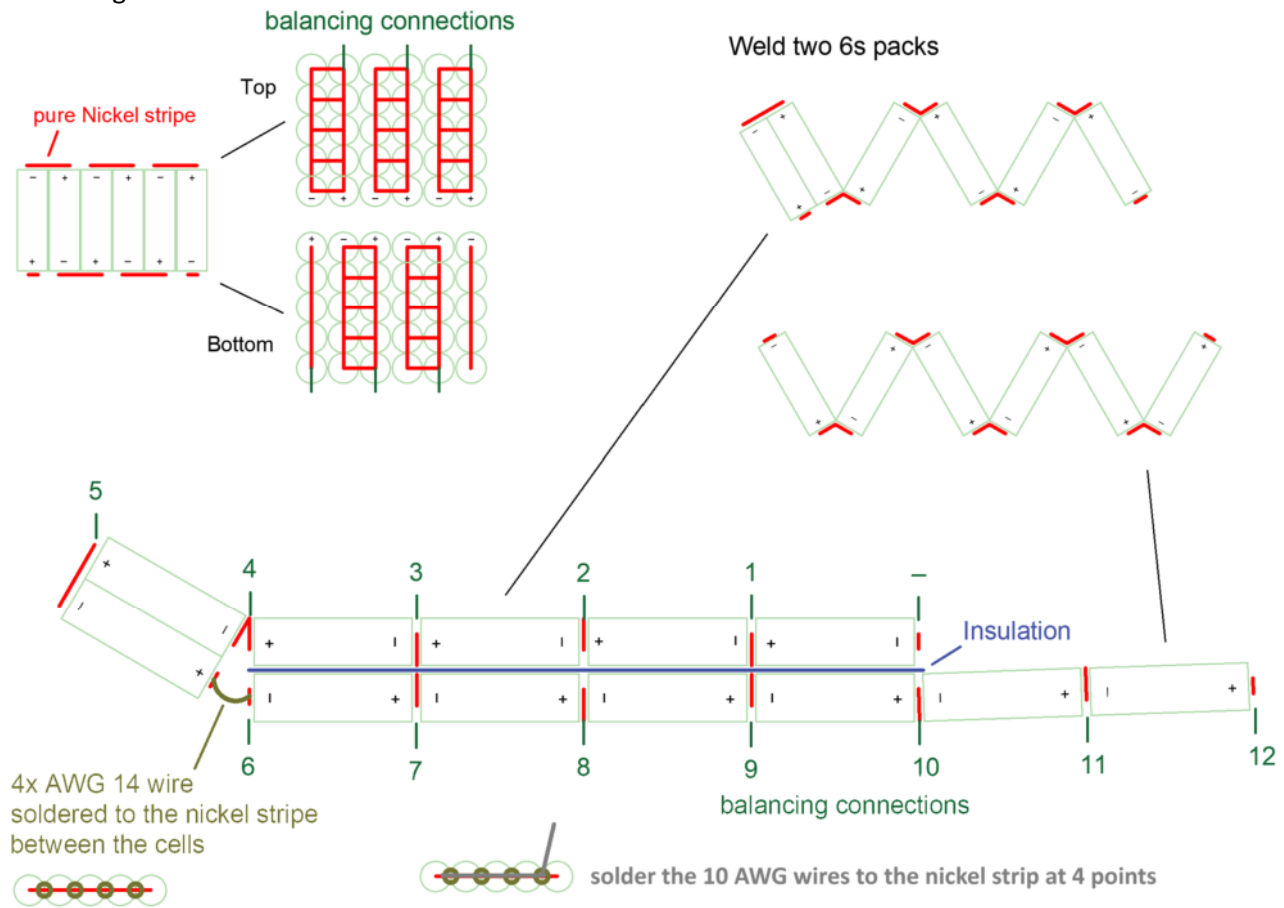 balancing connections
Top
pure Nickel stripe
- + - + - +
+ - + - + -
- + - + - +
+ - + - + -
Bottom
Weld two 6s packs
- +
- +
- +
+ - +
- +
-
- + - + - +
+ - + - + -
5
4
3
2
1
–
+
-
-
+
+ - + - + - + -
Insulation
- + - + - + - + - + - +
6
7
8
9
10
11
12
balancing connections
4x AWG 14 wire
soldered to the nickel stripe
between the cells
solder the 10 AWG wires to the nickel strip at 4 points